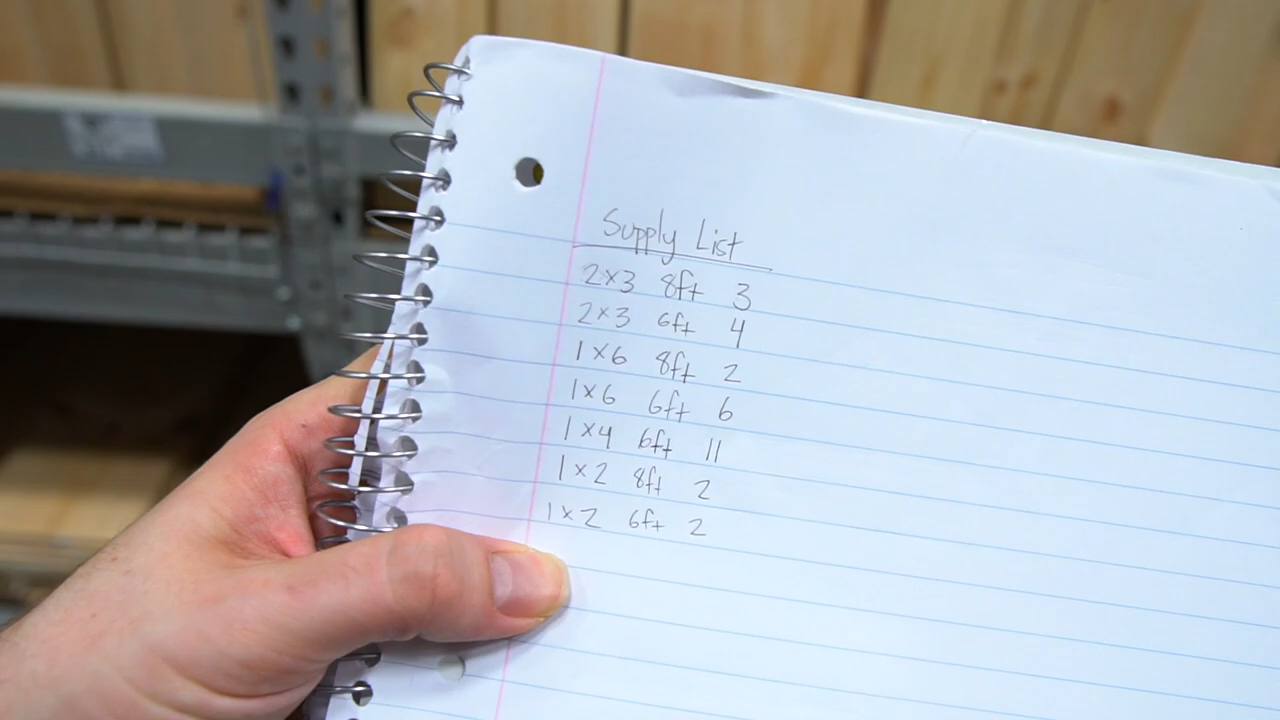 Supply List
2x3 8ft 3
2x3 6ft 4
1x6 8ft 2
1x6 6ft 6
1x4 6ft 11
1x2 8ft 2
1x2 6ft 2